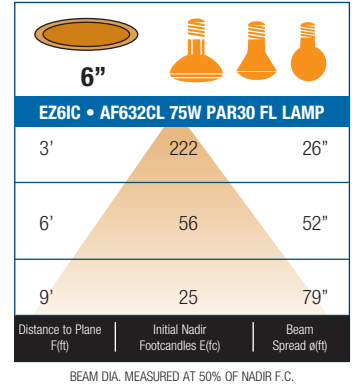 6”
EZ6IC • AF632CL 75W PAR30 FL LAMP
3’ 222 26”
6’ 56 52”
9’ 25 79”
Distance to Plane F(ft) Initial Nadir Footcandles E(fc) Beam Spread ø(ft)
BEAM DIA. MEASURED AT 50% OF NADIR F.C.